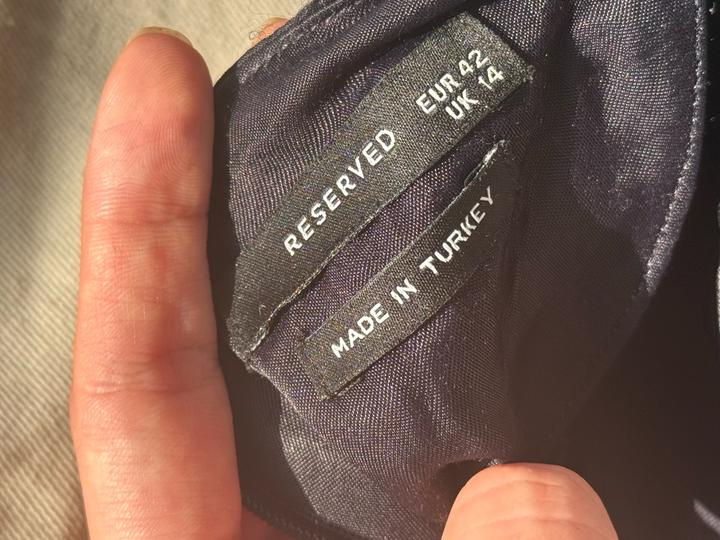 RESERVED
EUR 42
UK 14
MADE IN TURKEY